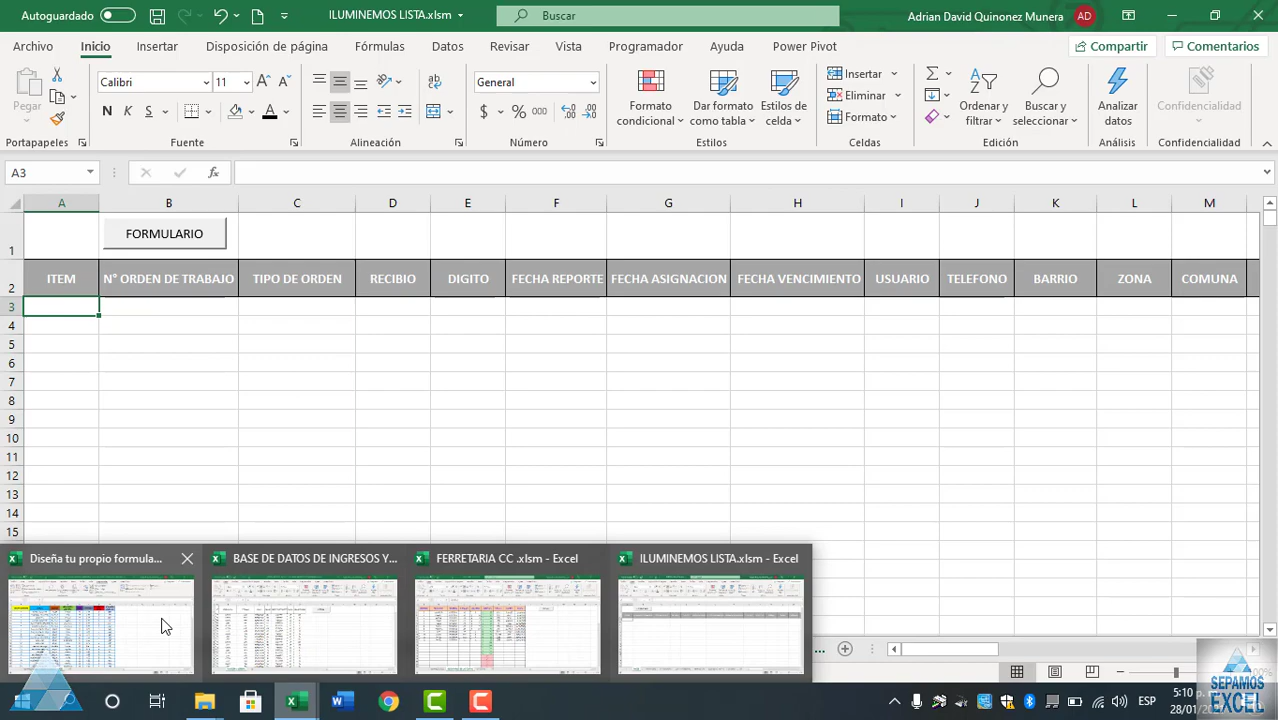 Autoguardado
ILUMINEMOS LISTA.xlsm
Buscar
Adrian David Quinonez Munera
AD
Archivo Inicio Insertar Disposición de página Fórmulas Datos Revisar Vista Programador Ayuda Power Pivot Compartir Comentarios
Calibri 11
General
Pegar
N K S
$ % 000
Formato condicional
Dar formato como tabla
Estilos de celda
Insertar
Eliminar
Formato
Ordenar y filtrar
Buscar y seleccionar
Analizar datos
Confidencialidad
Portapapeles Fuente Alineación Número Estilos Celdas Edición Análisis Confidencialidad
A3 fx
A B C D E F G H I J K L M
1 FORMULARIO
2 ITEM N° ORDEN DE TRABAJO TIPO DE ORDEN RECIBIO DIGITO FECHA REPORTE FECHA ASIGNACION FECHA VENCIMIENTO USUARIO TELEFONO BARRIO ZONA COMUNA
3
4
5
6
7
8
9
10
11
12
13
14
15
Diseña tu propio formula... BASE DE DATOS DE INGRESOS Y... FERRETARIA CC .xlsm - Excel ILUMINEMOS LISTA.xlsm - Excel
...
ESP
5:10 p. m.
28/01/20
SEPAMOS
EXCEL